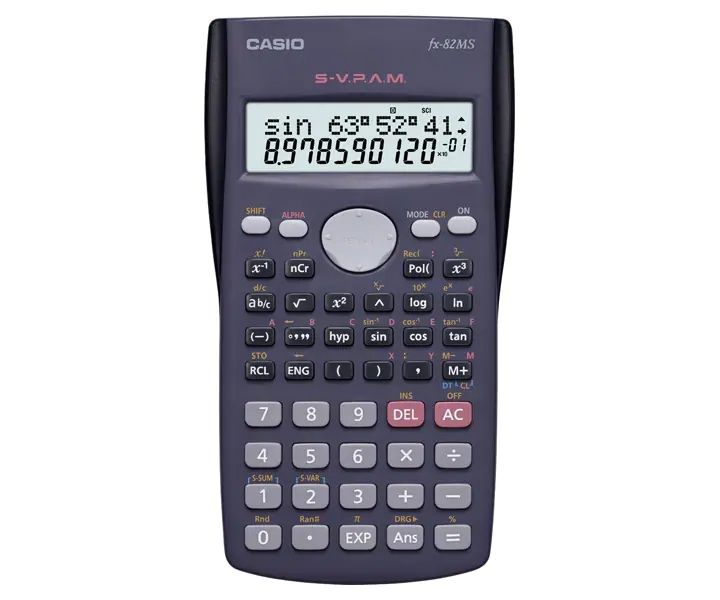 CASIO fx-82MS
S-V.P.A.M.
D SCI
sin 63°52°41
8.978590120×10-01
SHIFT ALPHA MODE CLR ON
x! nPr Rec( : ³√
x-1 nCr Pol( x³
d/c x√ 10x ex e
ab/c √ x² ^ log ln
A ← B C sin-1 D cos-1 E tan-1 F
(−) °,,, hyp sin cos tan
STO ← X ; Y M− M
RCL ENG ( ) , M+
DT CL
INS OFF
7 8 9 DEL AC
4 5 6 × ÷
S-SUM S-VAR
1 2 3 + −
Rnd Ran# π DRG▶ %
0 . EXP Ans =